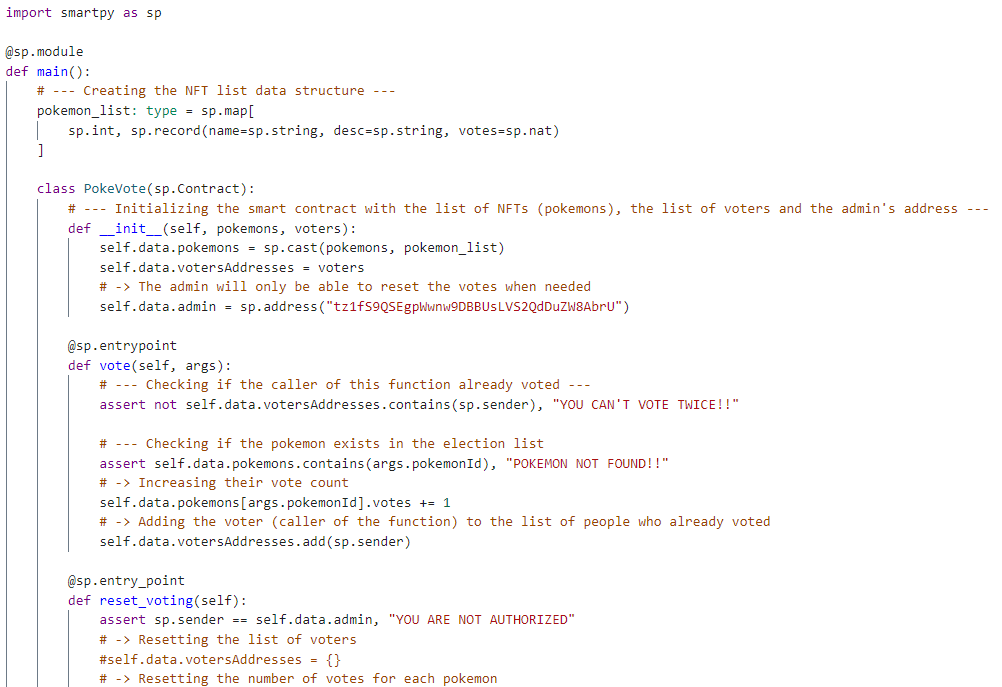 import smartpy as sp

@sp.module
def main():
    # --- Creating the NFT list data structure ---
    pokemon_list: type = sp.map[
        sp.int, sp.record(name=sp.string, desc=sp.string, votes=sp.nat)
    ]

    class PokeVote(sp.Contract):
        # --- Initializing the smart contract with the list of NFTs (pokemons), the list of voters and the admin's address ---
        def __init__(self, pokemons, voters):
            self.data.pokemons = sp.cast(pokemons, pokemon_list)
            self.data.votersAddresses = voters
            # -> The admin will only be able to reset the votes when needed
            self.data.admin = sp.address("tz1fS9QSEgpWwnw9DBBUsLVS2QdDuZW8AbrU")

        @sp.entrypoint
        def vote(self, args):
            # --- Checking if the caller of this function already voted ---
            assert not self.data.votersAddresses.contains(sp.sender), "YOU CAN'T VOTE TWICE!!"

            # --- Checking if the pokemon exists in the election list
            assert self.data.pokemons.contains(args.pokemonId), "POKEMON NOT FOUND!!"
            # -> Increasing their vote count
            self.data.pokemons[args.pokemonId].votes += 1
            # -> Adding the voter (caller of the function) to the list of people who already voted
            self.data.votersAddresses.add(sp.sender)

        @sp.entry_point
        def reset_voting(self):
            assert sp.sender == self.data.admin, "YOU ARE NOT AUTHORIZED"
            # -> Resetting the list of voters
            #self.data.votersAddresses = {}
            # -> Resetting the number of votes for each pokemon